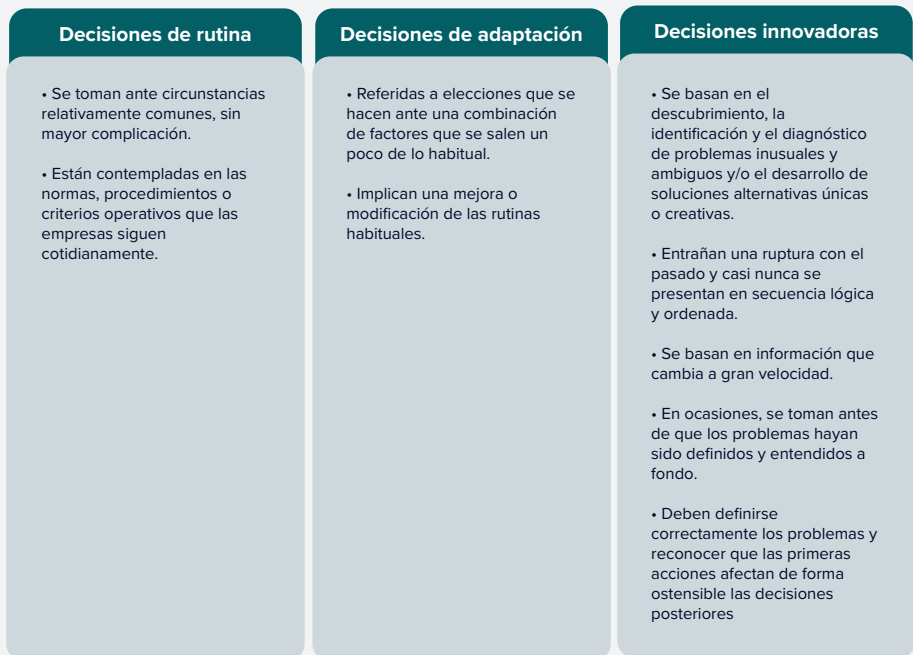 Decisiones de rutina
• Se toman ante circunstancias
relativamente comunes, sin
mayor complicación.
• Están contempladas en las
normas, procedimientos o
criterios operativos que las
empresas siguen
cotidianamente.
Decisiones de adaptación
• Referidas a elecciones que se
hacen ante una combinación
de factores que se salen un
poco de lo habitual.
• Implican una mejora o
modificación de las rutinas
habituales.
Decisiones innovadoras
• Se basan en el
descubrimiento, la
identificación y el diagnóstico
de problemas inusuales y
ambiguos y/o el desarrollo de
soluciones alternativas únicas
o creativas.
• Entrañan una ruptura con el
pasado y casi nunca se
presentan en secuencia lógica
y ordenada.
• Se basan en información que
cambia a gran velocidad.
• En ocasiones, se toman antes
de que los problemas hayan
sido definidos y entendidos a
fondo.
• Deben definirse
correctamente los problemas y
reconocer que las primeras
acciones afectan de forma
ostensible las decisiones
posteriores